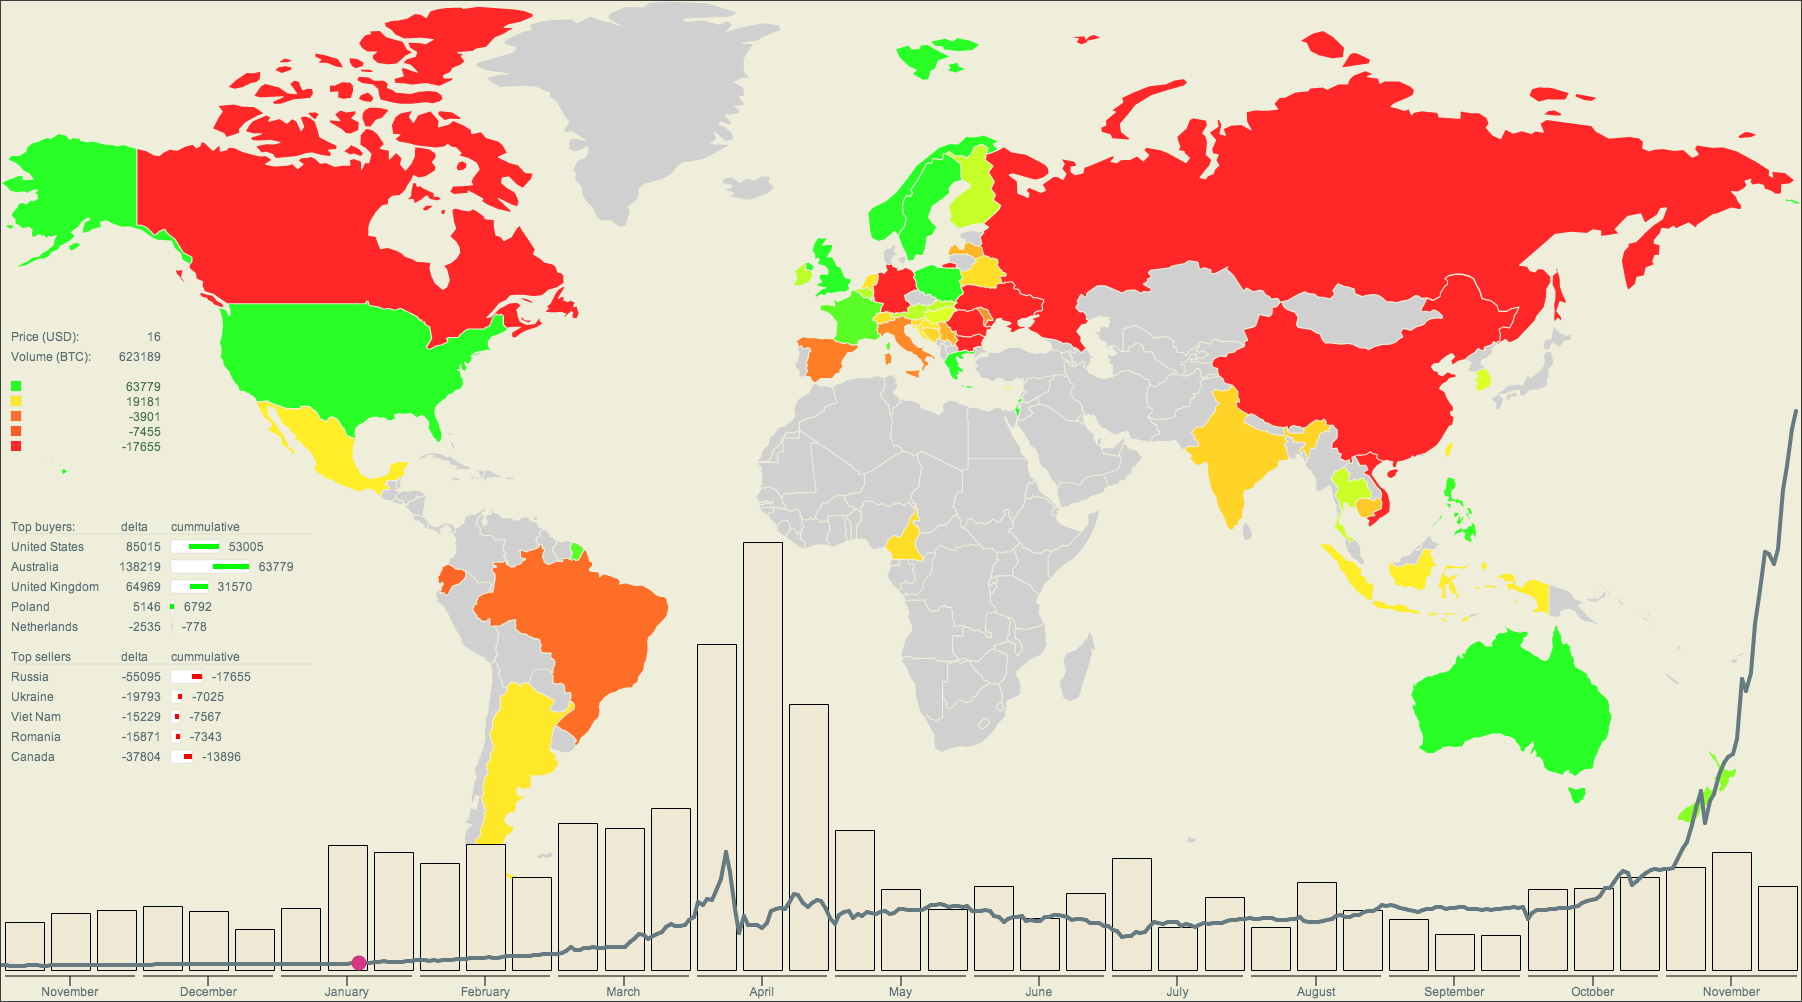 Price (USD): 16
Volume (BTC): 623189
63779
19181
-3901
-7455
-17655
Top buyers: delta cummulative
United States 85015 53005
Australia 138219 63779
United Kingdom 64969 31570
Poland 5146 6792
Netherlands -2535 -778
Top sellers delta cummulative
Russia -55095 -17655
Ukraine -19793 -7025
Viet Nam -15229 -7567
Romania -15871 -7343
Canada -37804 -13896
November December January February March April May June July August September October November